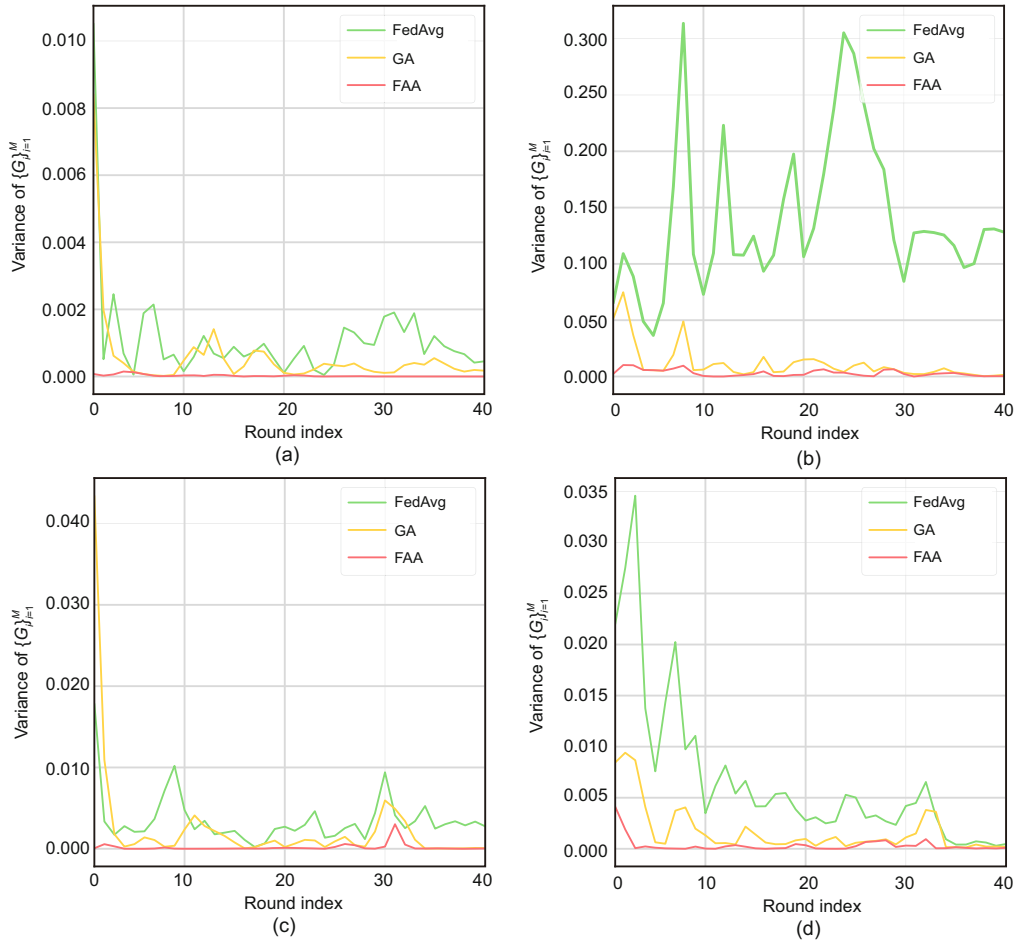 0.010
0.008
0.006
0.004
0.002
0.000
Variance of {G_j}_{j=1}^M
FedAvg
GA
FAA
0 10 20 30 40
Round index
(a)
0.300
0.250
0.200
0.150
0.100
0.050
0.000
Variance of {G_j}_{j=1}^M
FedAvg
GA
FAA
0 10 20 30 40
Round index
(b)
0.040
0.030
0.020
0.010
0.000
Variance of {G_j}_{j=1}^M
FedAvg
GA
FAA
0 10 20 30 40
Round index
(c)
0.035
0.030
0.025
0.020
0.015
0.010
0.005
0.000
Variance of {G_j}_{j=1}^M
FedAvg
GA
FAA
0 10 20 30 40
Round index
(d)